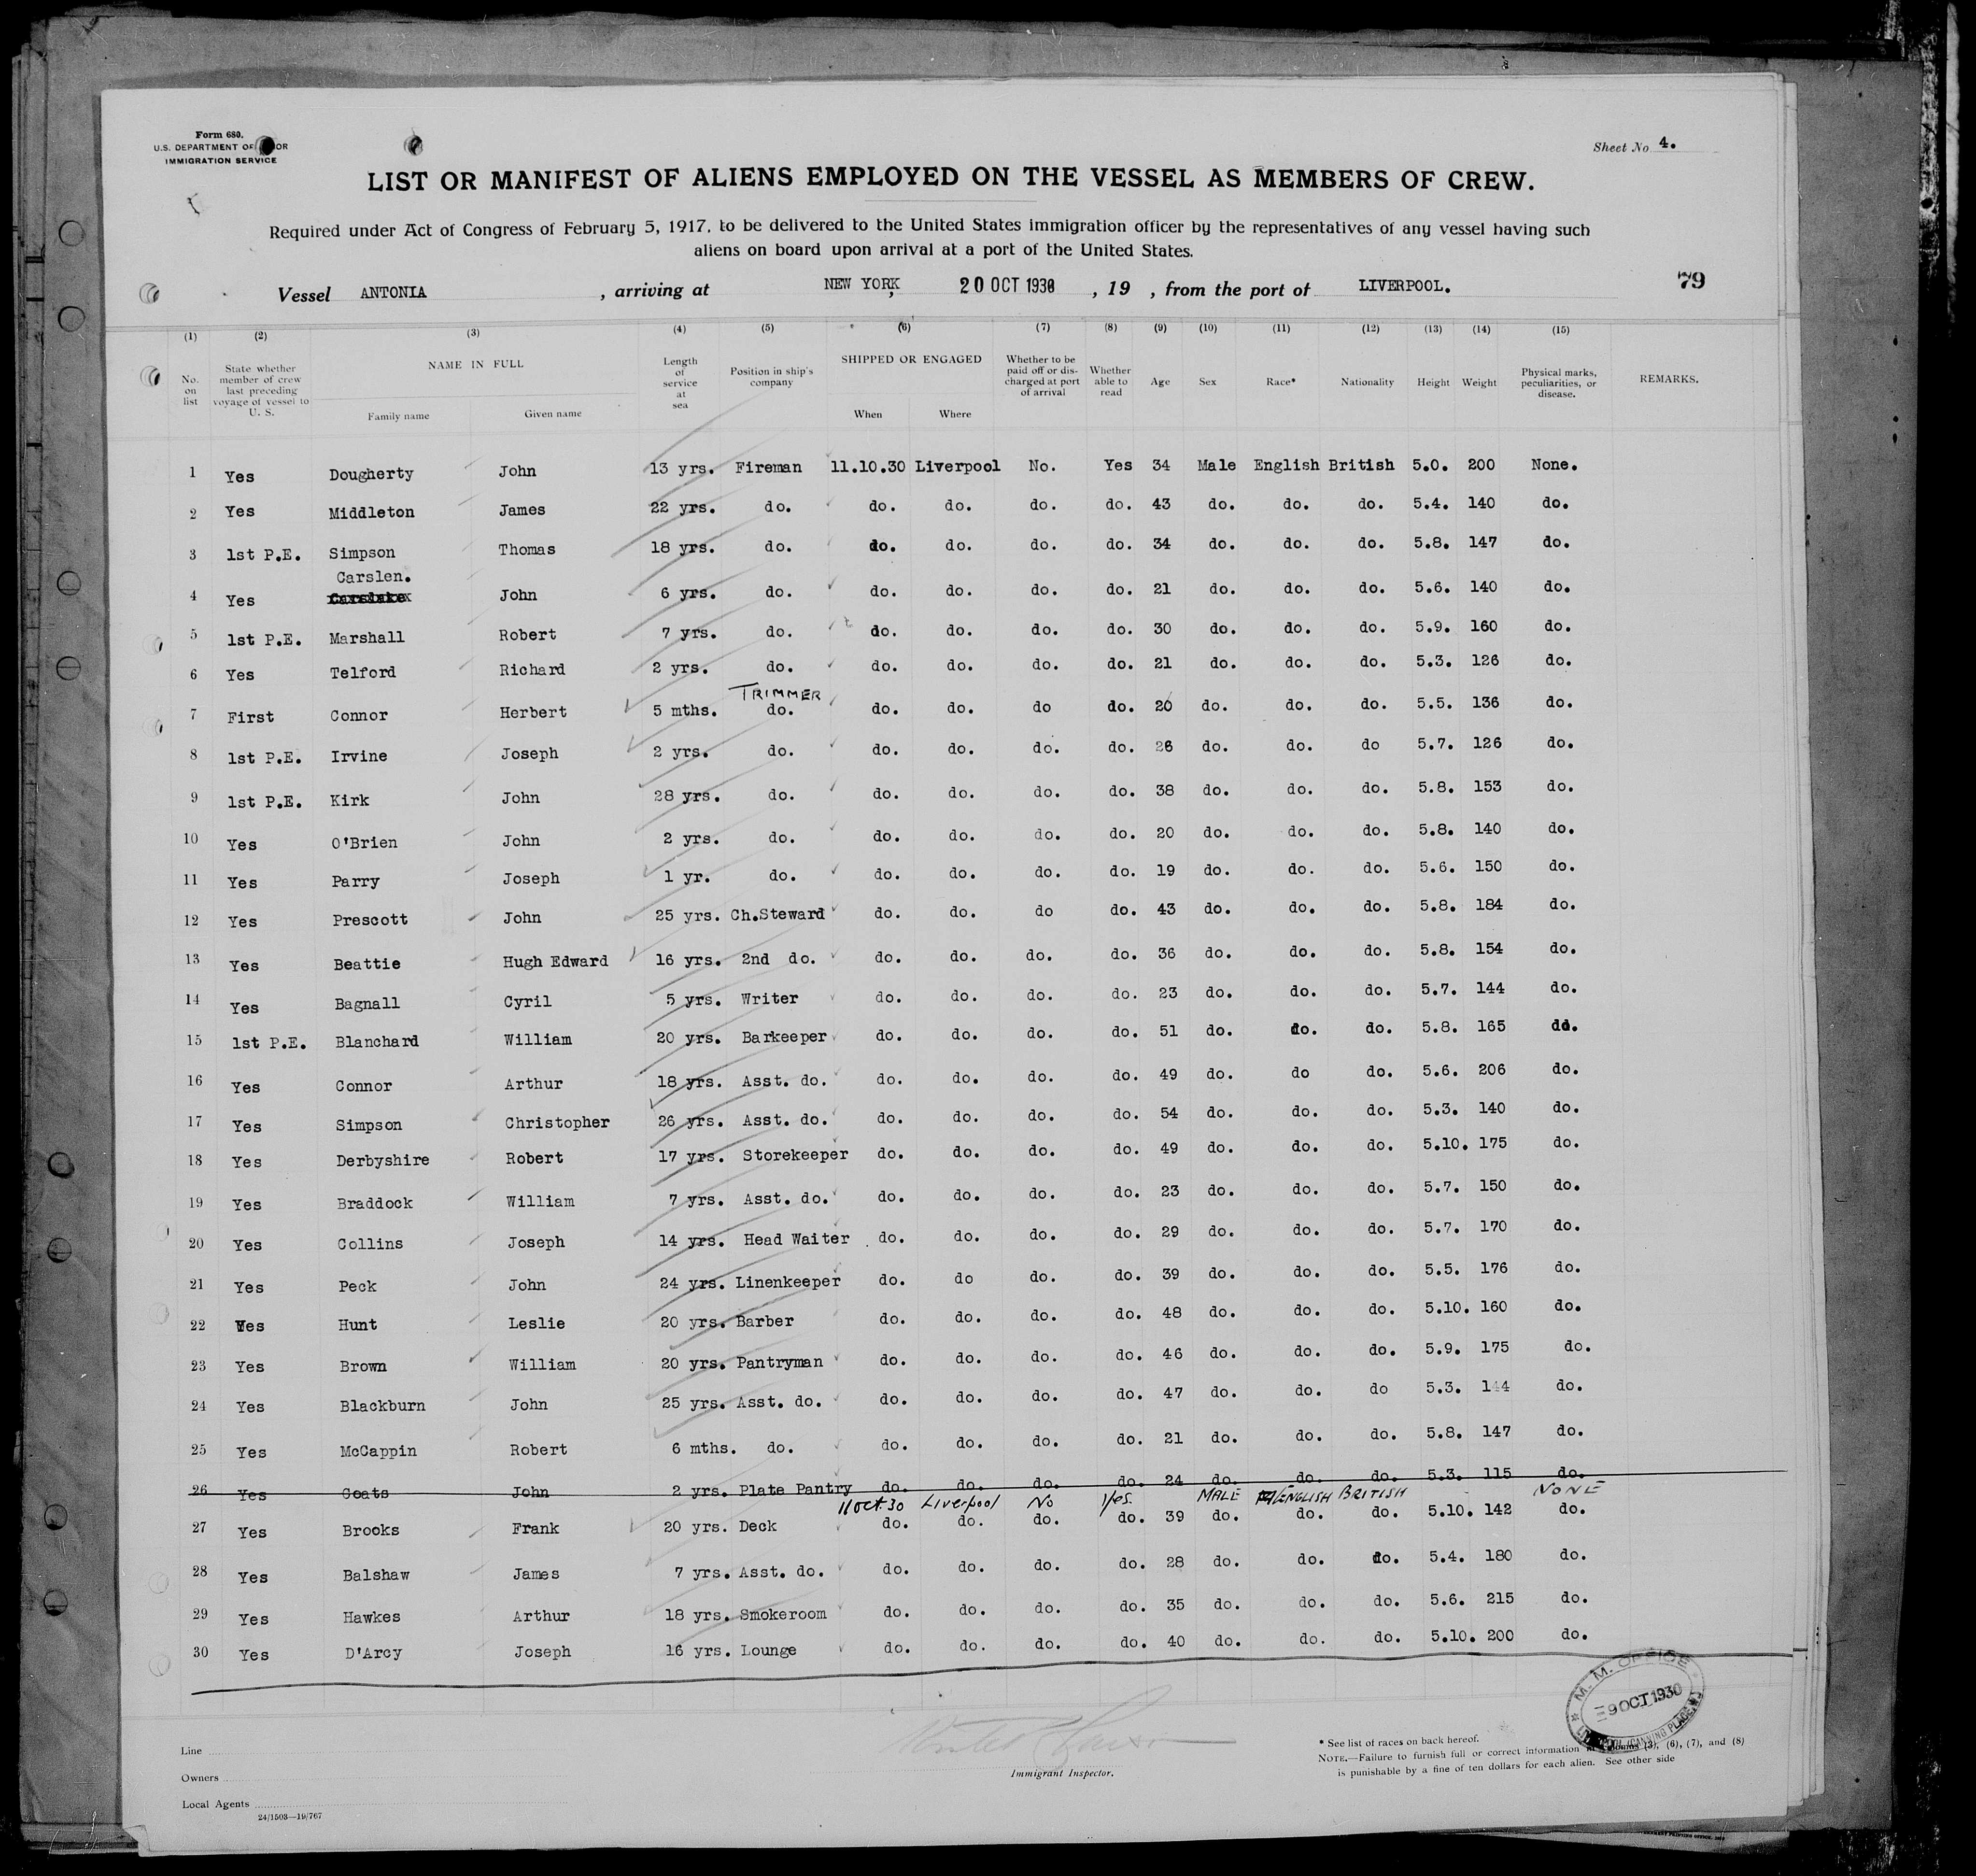 Form 680.
U.S. DEPARTMENT OF OR
IMMIGRATION SERVICE
Sheet No 4.
LIST OR MANIFEST OF ALIENS EMPLOYED ON THE VESSEL AS MEMBERS OF CREW.
Required under Act of Congress of February 5, 1917, to be delivered to the United States immigration officer by the representatives of any vessel having such
aliens on board upon arrival at a port of the United States.
Vessel ANTONIA , arriving at NEW YORK, 20 OCT 1930 , 19 , from the port of LIVERPOOL. 79
(1) (2) (3) (4) (5) (6) (7) (8) (9) (10) (11) (12) (13) (14) (15)
No. on list State whether member of crew last preceding voyage of vessel to U. S. NAME IN FULL Family name Given name Length of service at sea Position in ship's company SHIPPED OR ENGAGED When Where Whether to be paid off or discharged at port of arrival Whether able to read Age Sex Race* Nationality Height Weight Physical marks, peculiarities, or disease. REMARKS.
1 Yes Dougherty John 13 yrs. Fireman 11.10.30 Liverpool No. Yes 34 Male English British 5.0. 200 None.
2 Yes Middleton James 22 yrs. do. do. do. do. do. 43 do. do. do. 5.4. 140 do.
3 1st P.E. Simpson Thomas 18 yrs. do. do. do. do. do. 34 do. do. do. 5.8. 147 do.
Carslen.
4 Yes Carslake John 6 yrs. do. do. do. do. do. 21 do. do. do. 5.6. 140 do.
5 1st P.E. Marshall Robert 7 yrs. do. do. do. do. do. 30 do. do. do. 5.9. 160 do.
6 Yes Telford Richard 2 yrs. do. do. do. do. do. 21 do. do. do. 5.3. 126 do.
TRIMMER
7 First Connor Herbert 5 mths. do. do. do. do do. 20 do. do. do. 5.5. 136 do.
8 1st P.E. Irvine Joseph 2 yrs. do. do. do. do. do. 26 do. do. do 5.7. 126 do.
9 1st P.E. Kirk John 28 yrs. do. do. do. do. do. 38 do. do. do. 5.8. 153 do.
10 Yes O'Brien John 2 yrs. do. do. do. do. do. 20 do. do. do. 5.8. 140 do.
11 Yes Parry Joseph 1 yr. do. do. do. do. do. 19 do. do. do. 5.6. 150 do.
12 Yes Prescott John 25 yrs. Ch.Steward do. do. do do. 43 do. do. do. 5.8. 184 do.
13 Yes Beattie Hugh Edward 16 yrs. 2nd do. do. do. do. do. 36 do. do. do. 5.8. 154 do.
14 Yes Bagnall Cyril 5 yrs. Writer do. do. do. do. 23 do. do. do. 5.7. 144 do.
15 1st P.E. Blanchard William 20 yrs. Barkeeper do. do. do. do. 51 do. do. do. 5.8. 165 dd.
16 Yes Connor Arthur 18 yrs. Asst. do. do. do. do. do. 49 do. do do. 5.6. 206 do.
17 Yes Simpson Christopher 26 yrs. Asst. do. do. do. do. do. 54 do. do. do. 5.3. 140 do.
18 Yes Derbyshire Robert 17 yrs. Storekeeper do. do. do. do. 49 do. do. do. 5.10. 175 do.
19 Yes Braddock William 7 yrs. Asst. do. do. do. do. do. 23 do. do. do. 5.7. 150 do.
20 Yes Collins Joseph 14 yrs. Head Waiter do. do. do. do. 29 do. do. do. 5.7. 170 do.
21 Yes Peck John 24 yrs. Linenkeeper do. do do. do. 39 do. do. do. 5.5. 176 do.
22 Yes Hunt Leslie 20 yrs. Barber do. do. do. do. 48 do. do. do. 5.10. 160 do.
23 Yes Brown William 20 yrs. Pantryman do. do. do. do. 46 do. do. do. 5.9. 175 do.
24 Yes Blackburn John 25 yrs. Asst. do. do. do. do. do. 47 do. do. do 5.3. 144 do.
25 Yes McCappin Robert 6 mths. do. do. do. do. do. 21 do. do. do. 5.8. 147 do.
26 Yes Coats John 2 yrs. Plate Pantry do. do. do. do. 24 do. do. do. 5.3. 115 do.
11 oct 30 Liverpool No Yes. MALE ENGLISH BRITISH NONE
27 Yes Brooks Frank 20 yrs. Deck do. do. do. do. 39 do. do. do. 5.10. 142 do.
28 Yes Balshaw James 7 yrs. Asst. do. do. do. do. do. 28 do. do. do. 5.4. 180 do.
29 Yes Hawkes Arthur 18 yrs. Smokeroom do. do. do. do. 35 do. do. do. 5.6. 215 do.
30 Yes D'Arcy Joseph 16 yrs. Lounge do. do. do. do. 40 do. do. do. 5.10. 200 do.
M. M. OFFICE
9 OCT 1930
(CANNING PLACE)
Line
Owners
Local Agents
24/1503—19/767
Immigrant Inspector.
* See list of races on back hereof.
NOTE.—Failure to furnish full or correct information (3), (6), (7), and (8)
is punishable by a fine of ten dollars for each alien. See other side